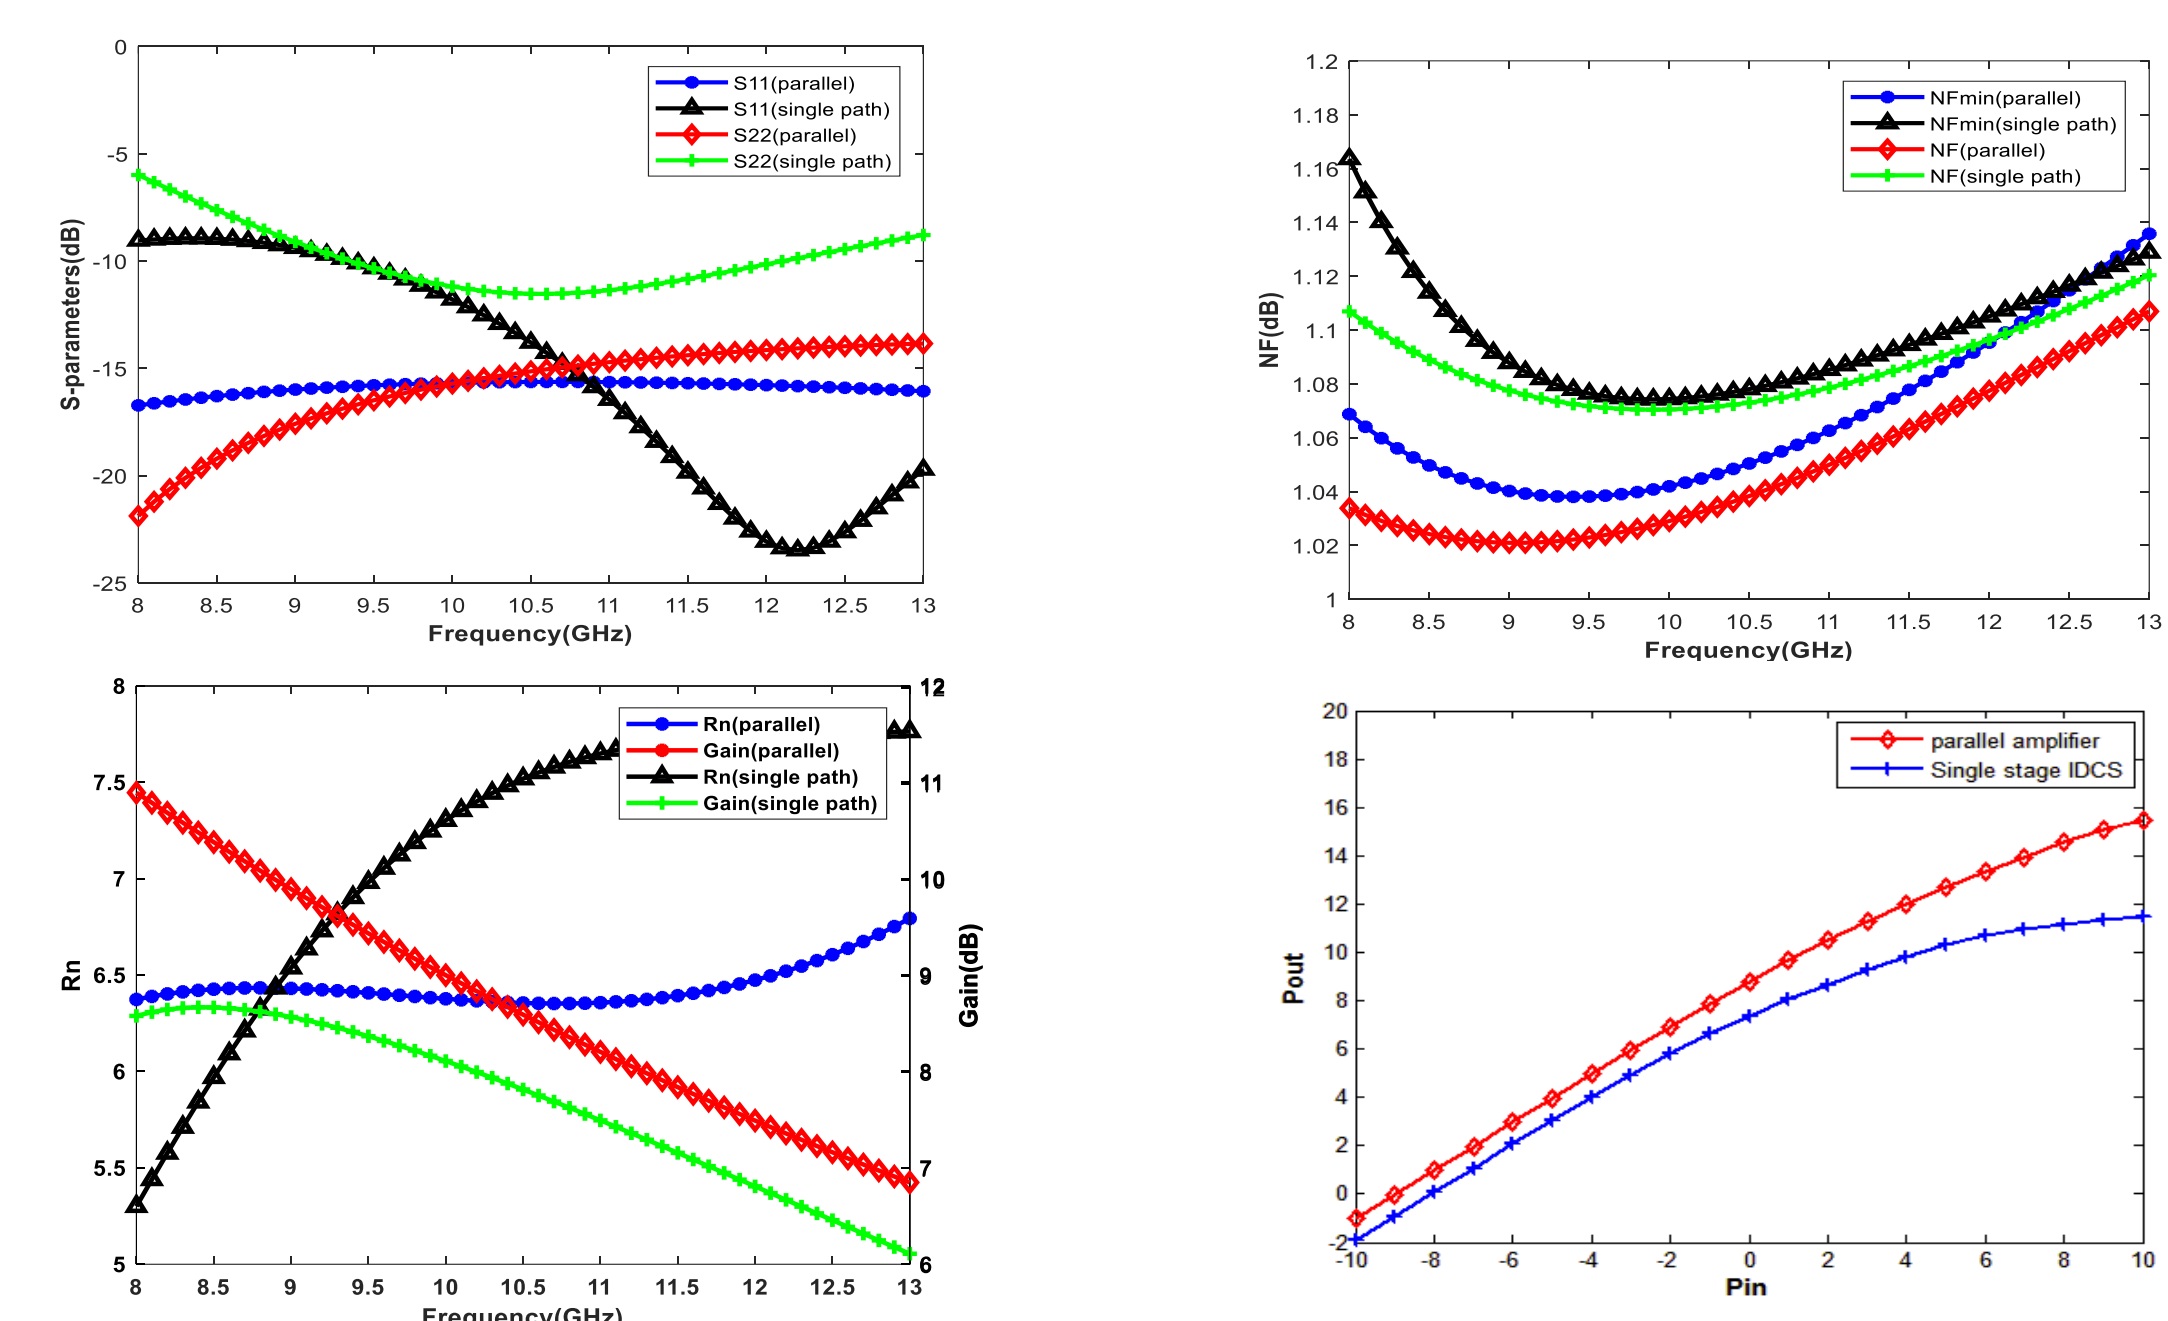 0
-5
-10
-15
-20
-25
S-parameters(dB)
S11(parallel)
S11(single path)
S22(parallel)
S22(single path)
8 8.5 9 9.5 10 10.5 11 11.5 12 12.5 13
Frequency(GHz)
1.2
1.18
1.16
1.14
1.12
1.1
1.08
1.06
1.04
1.02
1
NF(dB)
NFmin(parallel)
NFmin(single path)
NF(parallel)
NF(single path)
8 8.5 9 9.5 10 10.5 11 11.5 12 12.5 13
Frequency(GHz)
8
7.5
7
6.5
6
5.5
5
Rn
Rn(parallel)
Gain(parallel)
Rn(single path)
Gain(single path)
12
11
10
9
8
7
6
Gain(dB)
8 8.5 9 9.5 10 10.5 11 11.5 12 12.5 13
Frequency(GHz)
20
18
16
14
12
10
8
6
4
2
0
-2
Pout
parallel amplifier
Single stage IDCS
-10 -8 -6 -4 -2 0 2 4 6 8 10
Pin